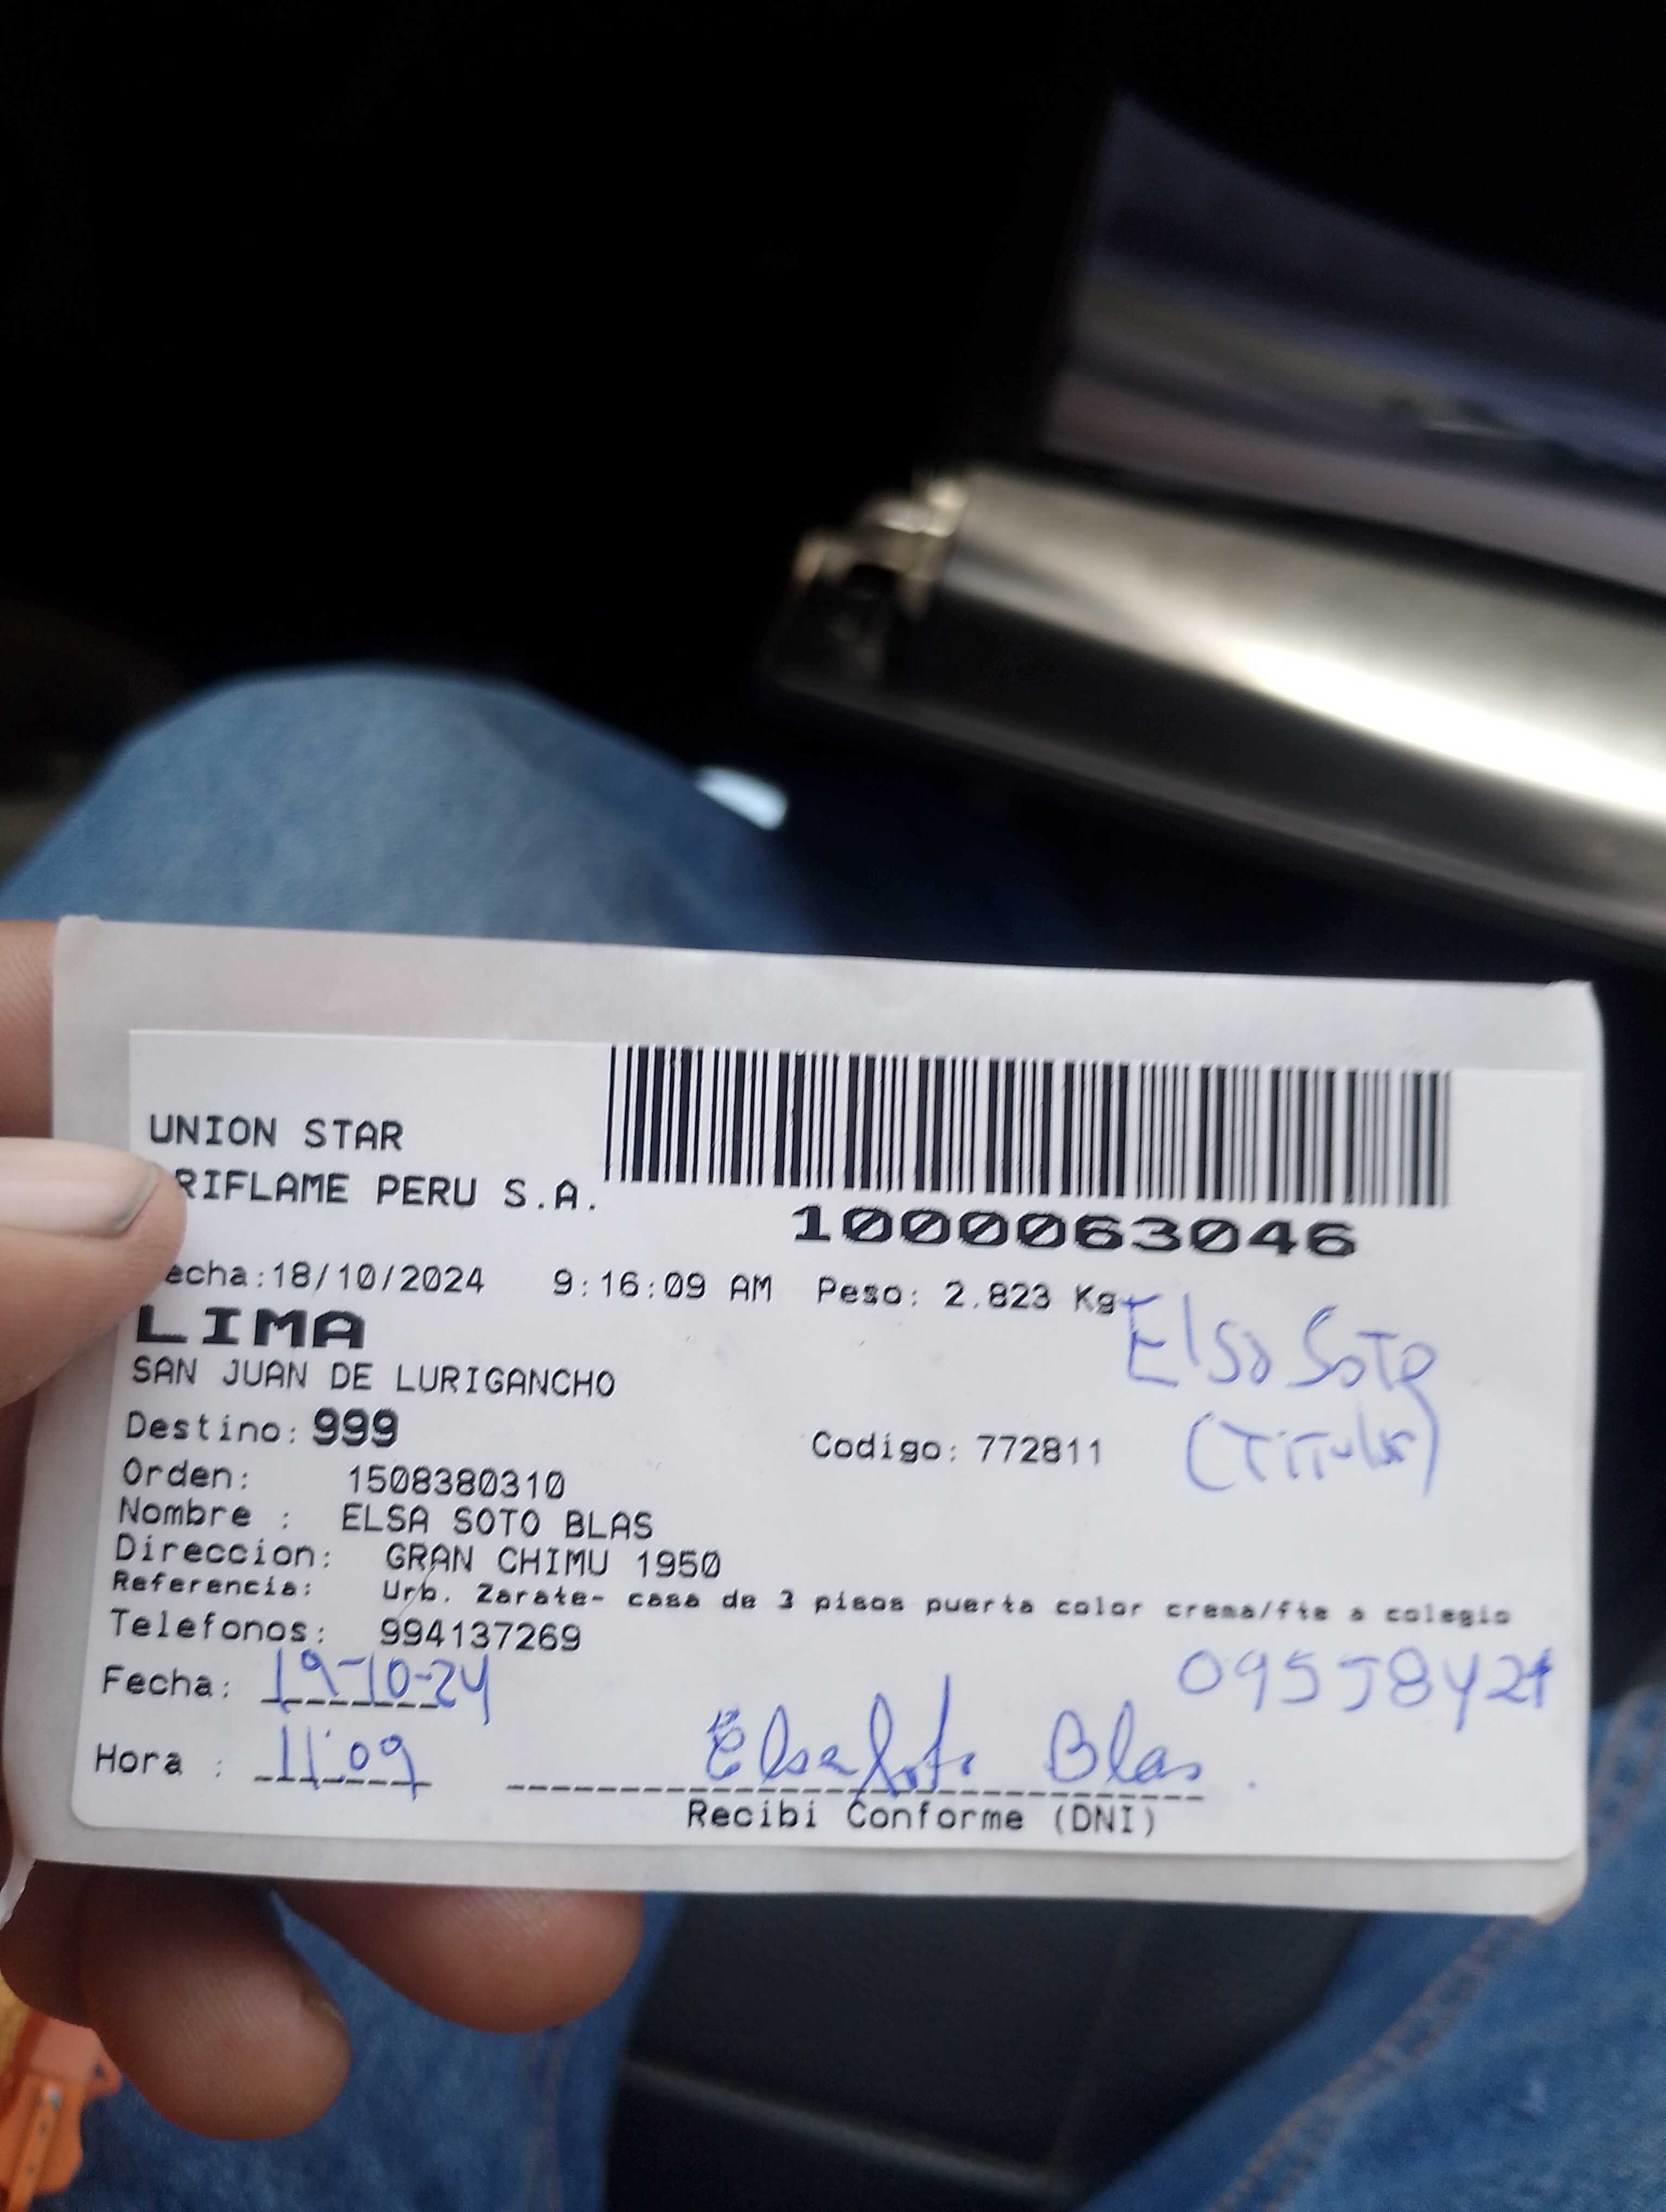 UNION STAR
RIFLAME PERU S.A.
1000063046
echa:18/10/2024 9:16:09 AM Peso: 2.823 Kg
LIMA
Elsa Soto
SAN JUAN DE LURIGANCHO
(Titular)
Destino: 999
Codigo: 772811
Orden: 1508380310
Nombre : ELSA SOTO BLAS
Direccion: GRAN CHIMU 1950
Referencia: Urb. Zarate- casa de 3 pisos puerta color crema/fte a colegio
Telefonos: 994137269
Fecha: 19-10-24
Hora : 11:09
Elsa Soto Blas
Recibi Conforme (DNI)